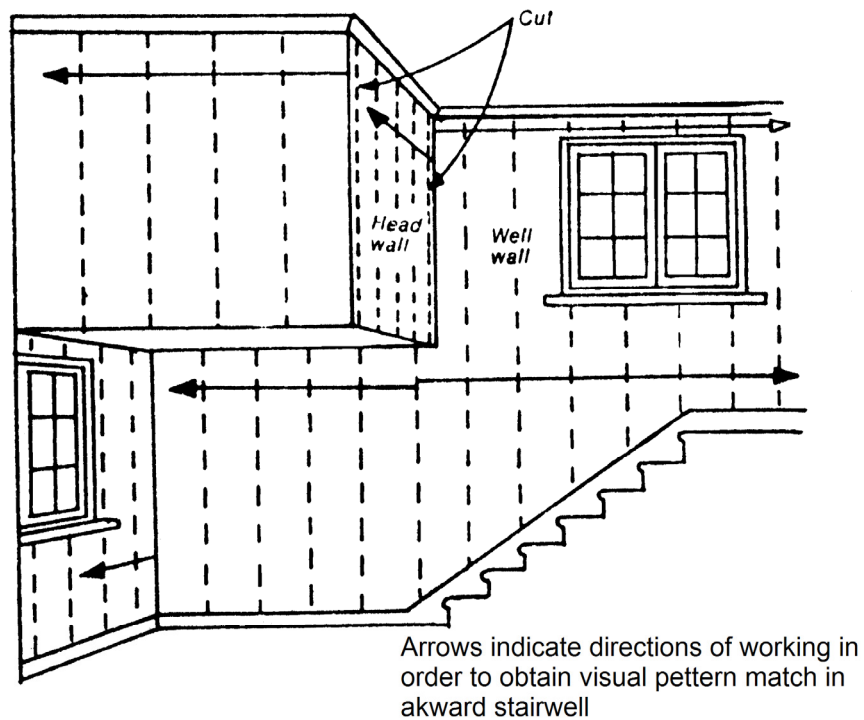 Cut
Head
wall
Well
wall
Arrows indicate directions of working in
order to obtain visual pettern match in
akward stairwell